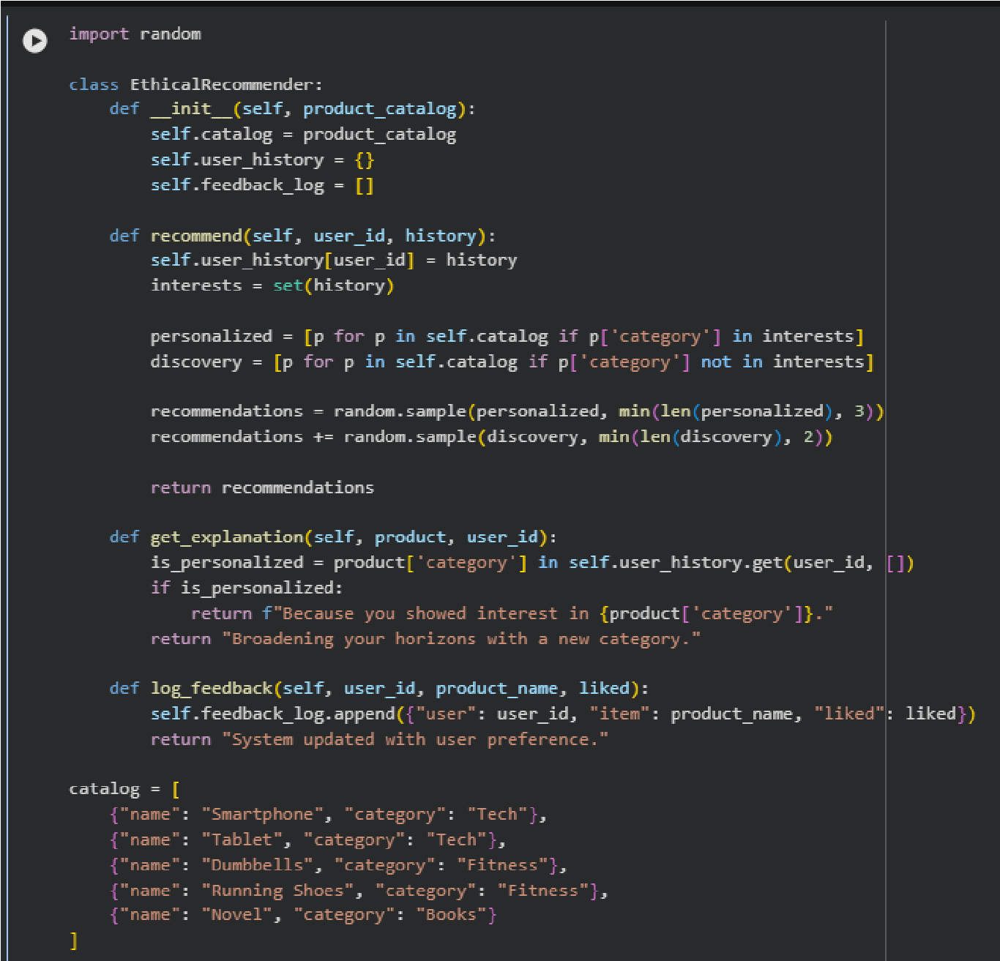 import random

class EthicalRecommender:
    def __init__(self, product_catalog):
        self.catalog = product_catalog
        self.user_history = {}
        self.feedback_log = []

    def recommend(self, user_id, history):
        self.user_history[user_id] = history
        interests = set(history)

        personalized = [p for p in self.catalog if p['category'] in interests]
        discovery = [p for p in self.catalog if p['category'] not in interests]

        recommendations = random.sample(personalized, min(len(personalized), 3))
        recommendations += random.sample(discovery, min(len(discovery), 2))

        return recommendations

    def get_explanation(self, product, user_id):
        is_personalized = product['category'] in self.user_history.get(user_id, [])
        if is_personalized:
            return f"Because you showed interest in {product['category']}."
        return "Broadening your horizons with a new category."

    def log_feedback(self, user_id, product_name, liked):
        self.feedback_log.append({"user": user_id, "item": product_name, "liked": liked})
        return "System updated with user preference."

catalog = [
    {"name": "Smartphone", "category": "Tech"},
    {"name": "Tablet", "category": "Tech"},
    {"name": "Dumbbells", "category": "Fitness"},
    {"name": "Running Shoes", "category": "Fitness"},
    {"name": "Novel", "category": "Books"}
]